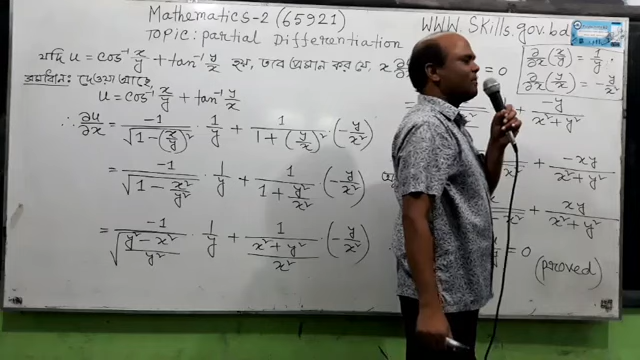 Mathematics-2 (65921)
WWW.Skills.gov.bd
TOPIC: partial Differentiation
যদি u = cos⁻¹ x/y + tan⁻¹ y/x হয়, তবে প্রমাণ কর যে, x = 0
সমাধান: দেওয়া আছে,
u = cos⁻¹ x/y + tan⁻¹ y/x
∴ ∂u/∂x = -1/√(1 - (x/y)²) · 1/y + 1/(1 + (y/x)²) · (-y/x²)
= -1/√(1 - x²/y²) · 1/y + 1/(1 + y²/x²) · (-y/x²)
= -1/√((y² - x²)/y²) · 1/y + 1/((x² + y²)/x²) · (-y/x²)
∂/∂x (x/y) = 1/y
∂/∂x (y/x) = -y/x²
+ -y/(x² + y²)
+ -xy/(x² + y²)
+ xy/(x² + y²)
= 0
(proved)